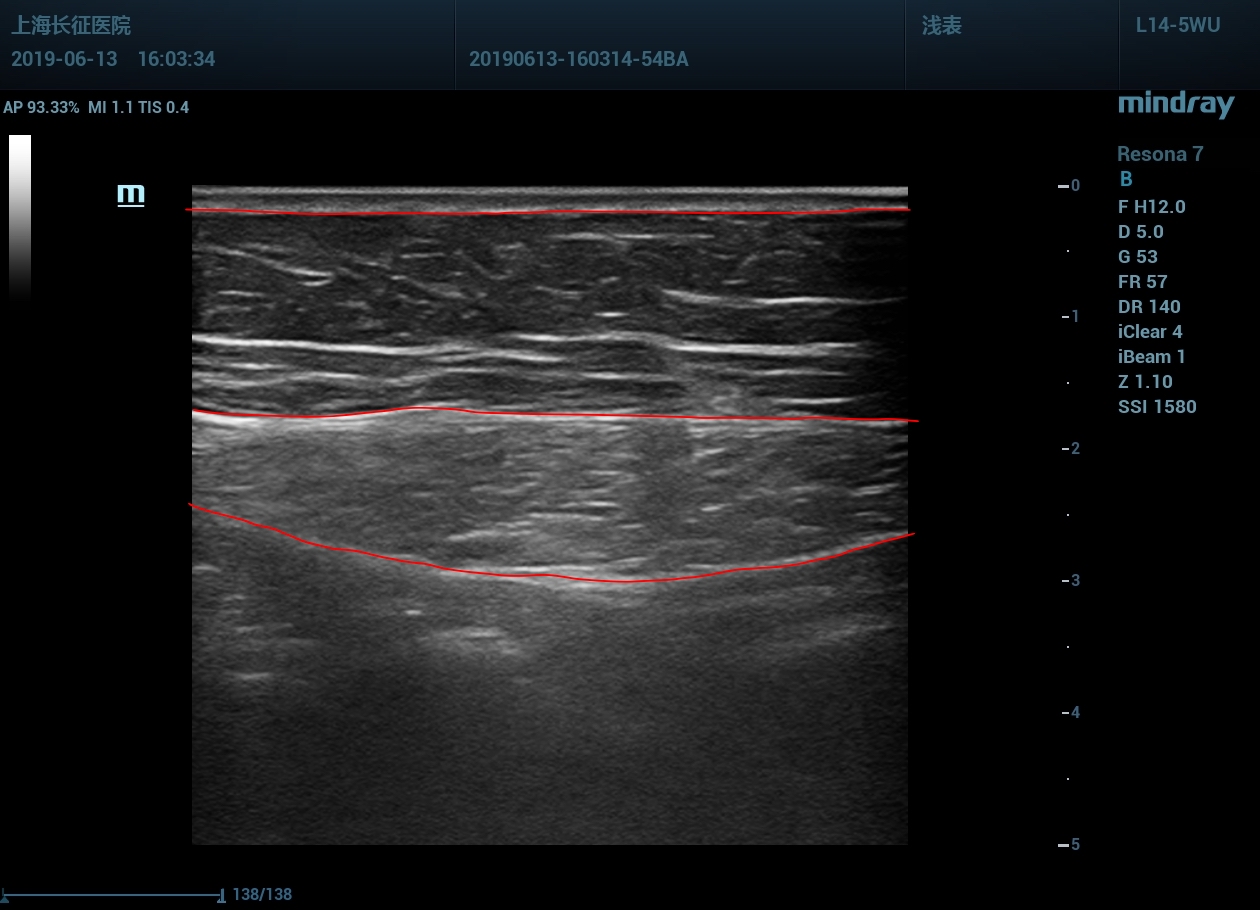 上海长征医院
2019-06-13 16:03:34
20190613-160314-54BA
浅表
L14-5WU
AP 93.33% MI 1.1 TIS 0.4
mindray
Resona 7
B
F H12.0
D 5.0
G 53
FR 57
DR 140
iClear 4
iBeam 1
Z 1.10
SSI 1580
m
0
1
2
3
4
5
138/138